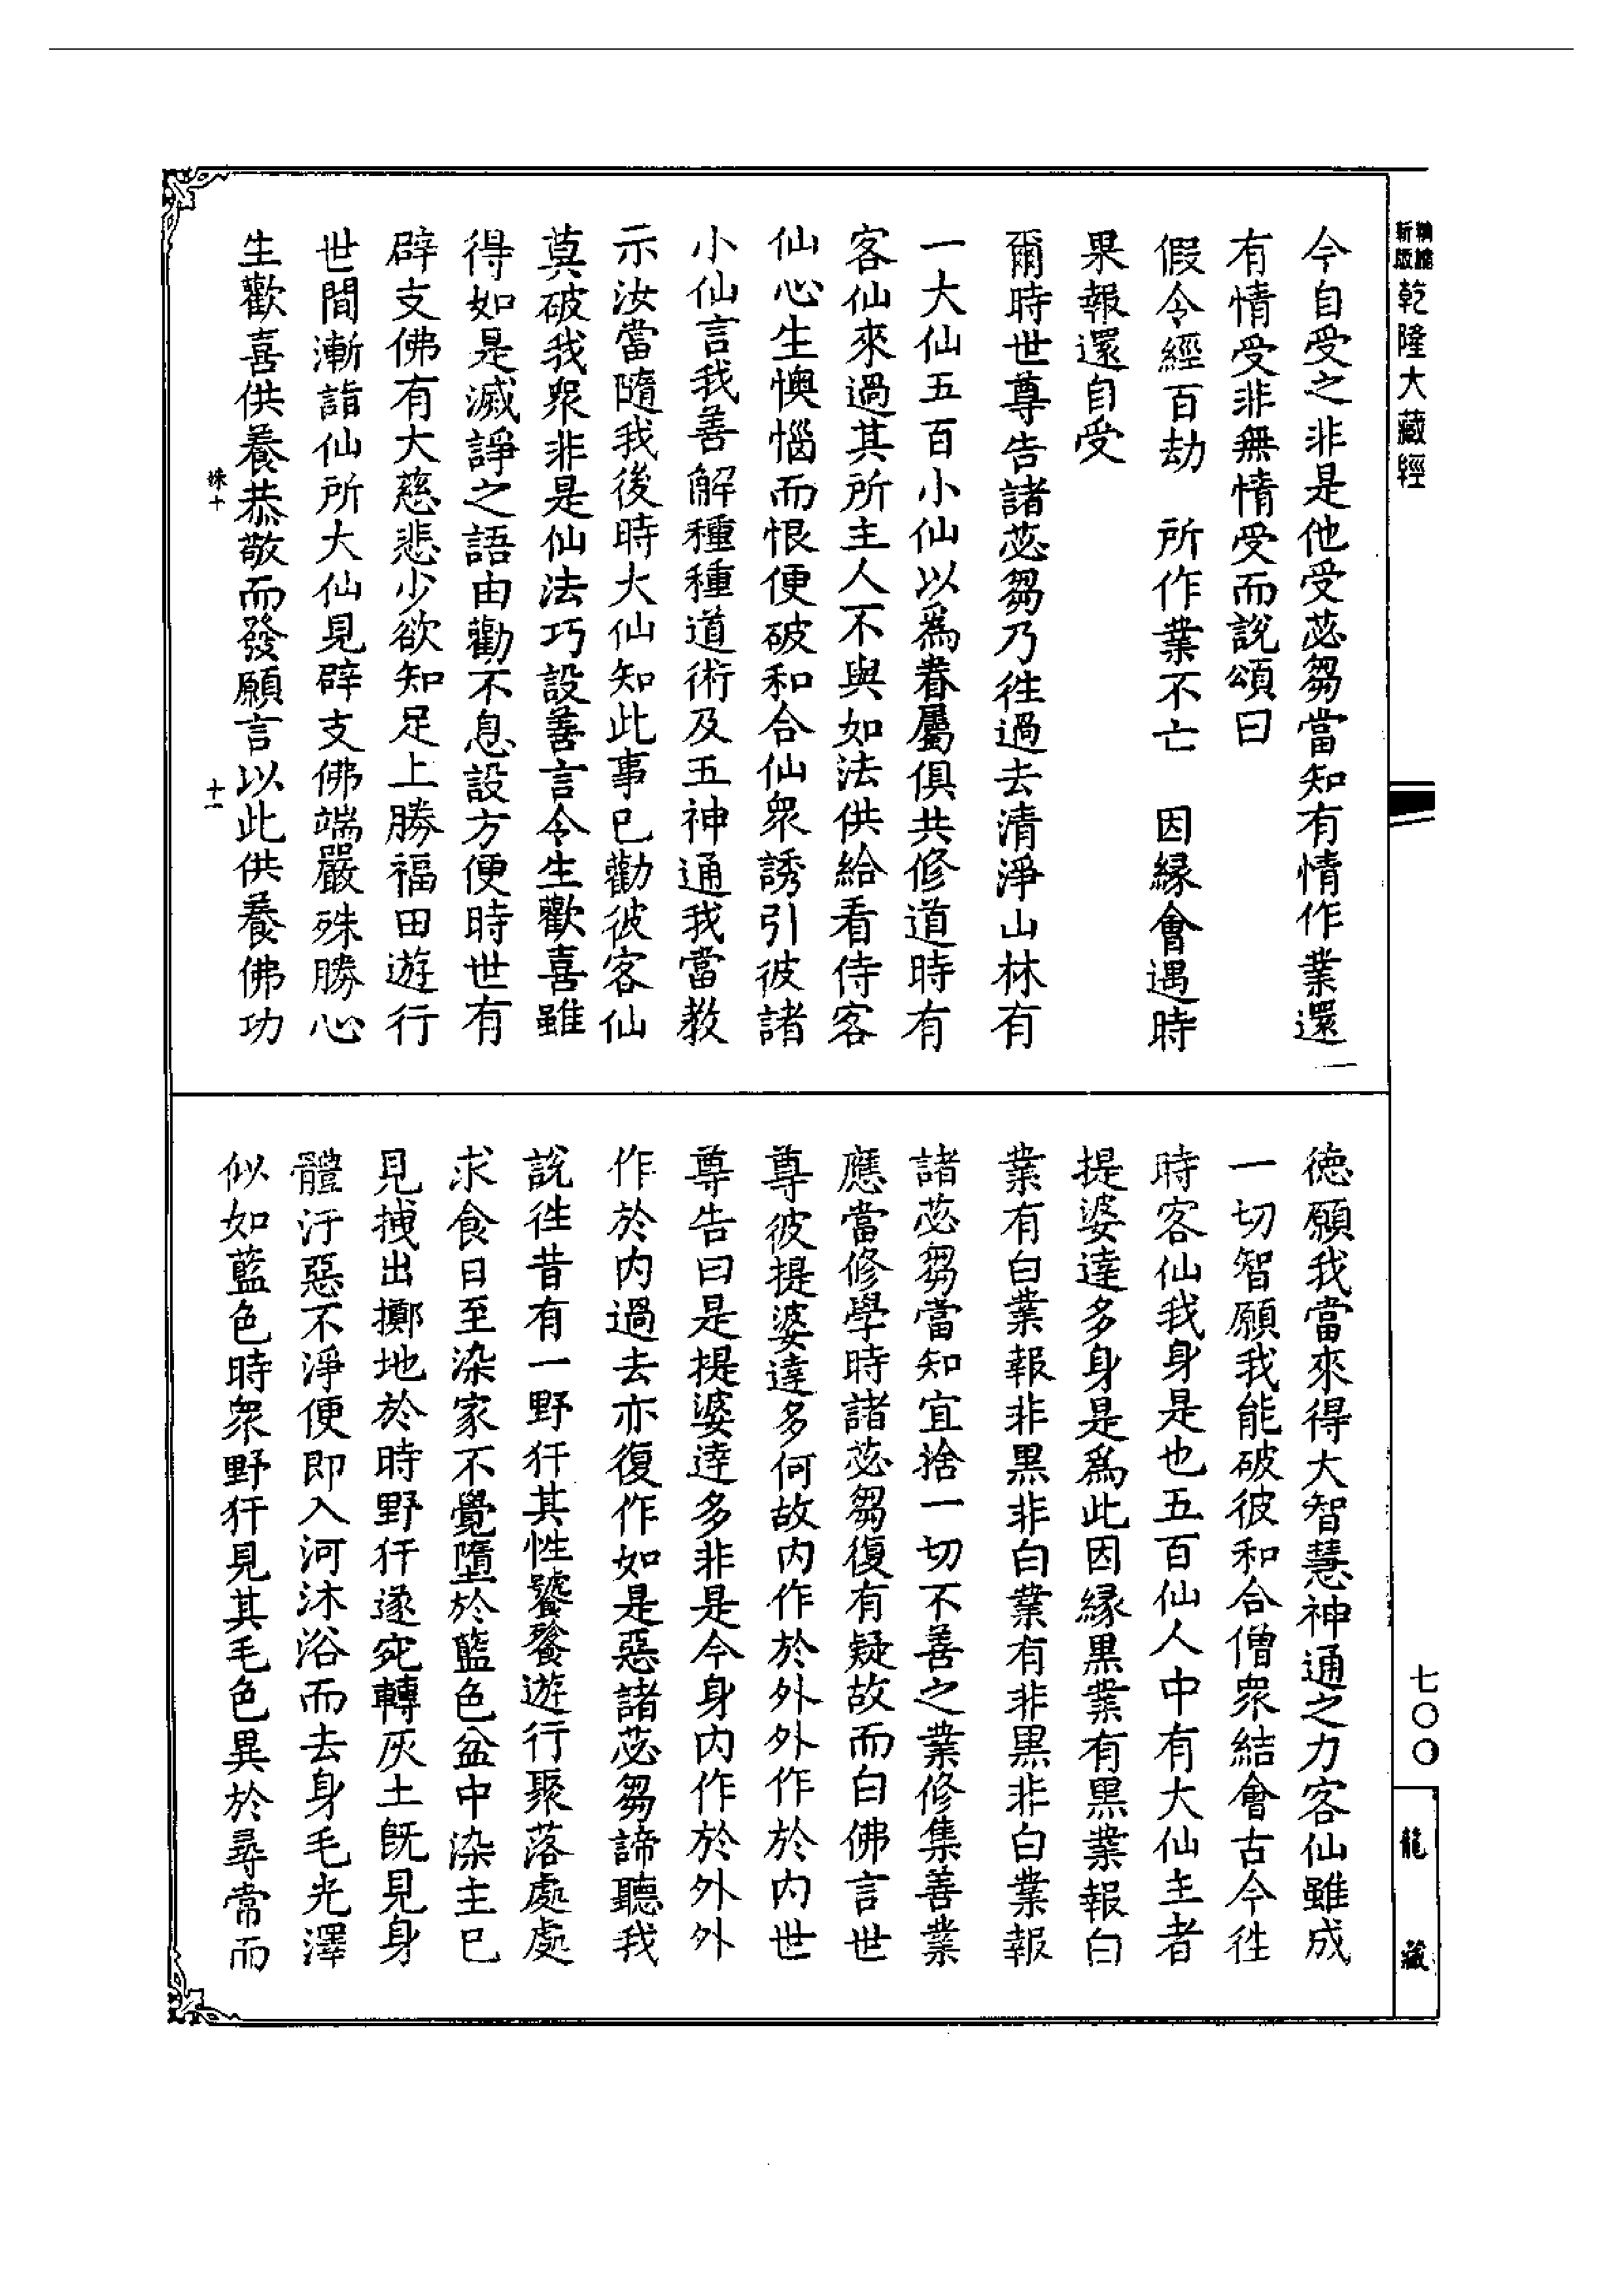 精製
新版
乾隆大藏經
今自受之非是他受苾芻當知有情作業還
有情受非無情受而說頌曰
假令經百劫　所作業不亡　因緣會遇時
果報還自受
爾時世尊告諸苾芻乃往過去清淨山林有
一大仙五百小仙以為眷屬俱共修道時有
客仙來過其所主人不與如法供給看侍客
仙心生懊惱而恨便破和合仙眾誘引彼諸
小仙言我善解種種道術及五神通我當教
示汝當隨我後時大仙知此事已勸彼客仙
莫破我眾非是仙法巧設善言令生歡喜雖
得如是滅諍之語由勸不息設方便時世有
辟支佛有大慈悲少欲知足上勝福田遊行
世間漸詣仙所大仙見辟支佛端嚴殊勝心
生歡喜供養恭敬而發願言以此供養佛功
十一
德願我當來得大智慧神通之力客仙雖成
一切智願我能破彼和合僧眾結會古今往
時客仙我身是也五百仙人中有大仙主者
提婆達多身是為此因緣黑業有黑業報白
業有白業報非黑非白業有非黑非白業報
諸苾芻當知宜捨一切不善之業修集善業
應當修學時諸苾芻復有疑故而白佛言世
尊彼提婆達多何故內作於外外作於內世
尊告曰是提婆達多非是今身內作於外外
作於內過去亦復作如是惡諸苾芻諦聽我
說往昔有一野犴其性饕餮遊行聚落處處
求食日至染家不覺墮於藍色盆中染主已
見拽出擲地於時野犴遂宛轉灰土既見身
體汙惡不淨便即入河沐浴而去身毛光澤
似如藍色時眾野犴見其毛色異於尋常而
七〇〇
龍藏